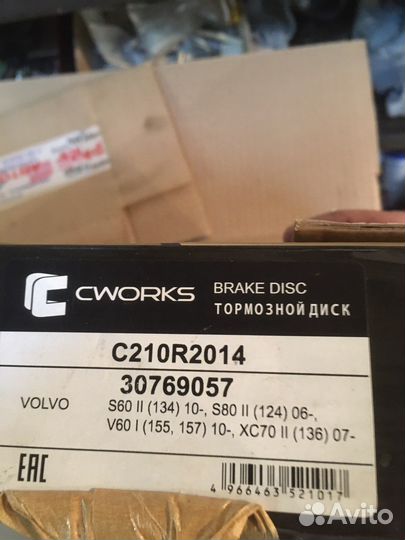 CWORKS
BRAKE DISC
ТОРМОЗНОЙ ДИСК
C210R2014
30769057
VOLVO
S60 II (134) 10-, S80 II (124) 06-,
V60 I (155, 157) 10-, XC70 II (136) 07-
EAC
4 966463 521017
Avito